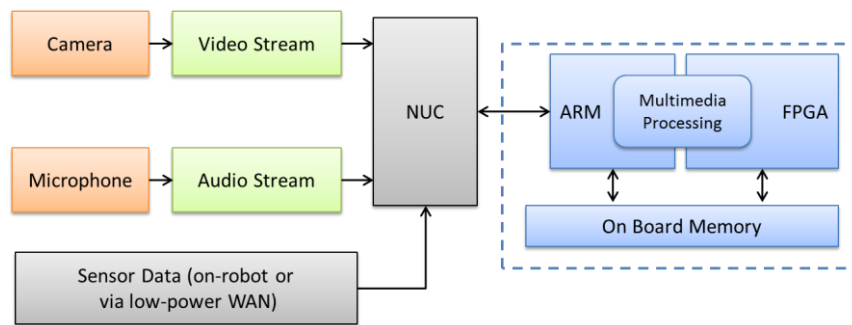 Camera
Video Stream
NUC
ARM
Multimedia
Processing
FPGA
Microphone
Audio Stream
On Board Memory
Sensor Data (on-robot or
via low-power WAN)